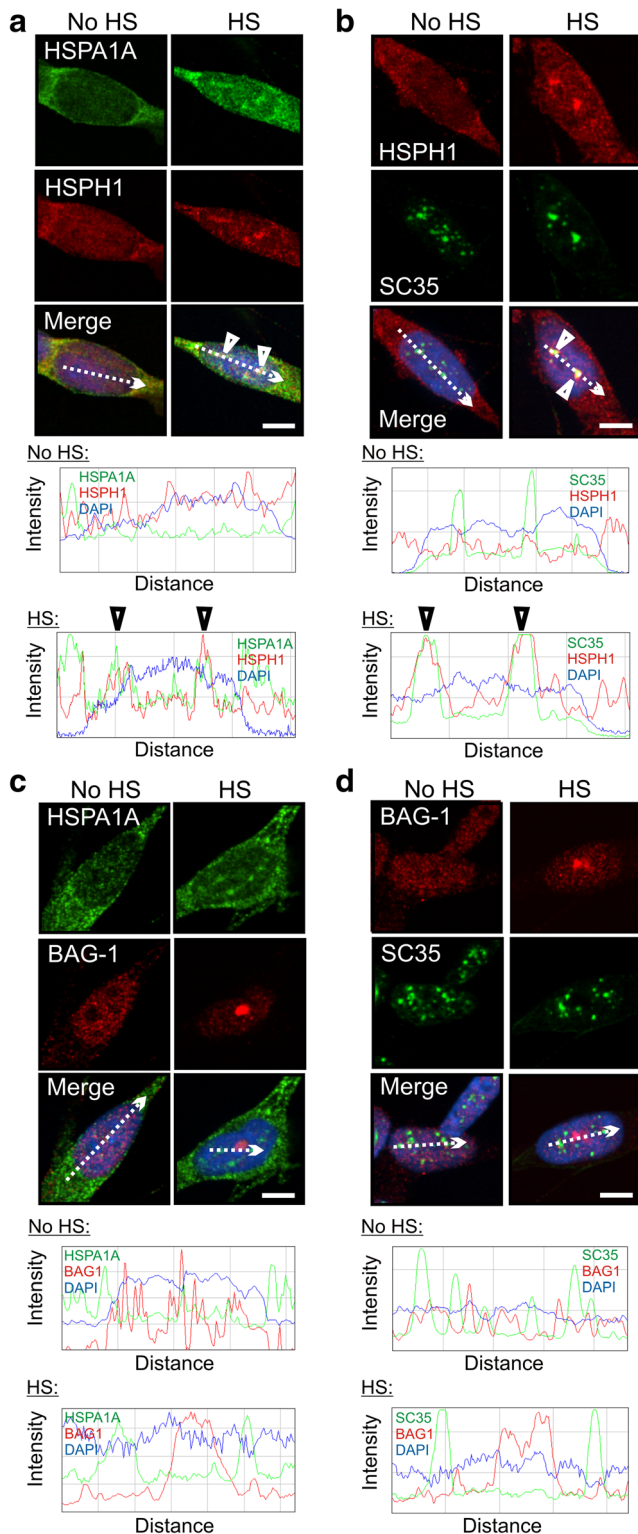 a
No HS
HS
HSPA1A
HSPH1
Merge
No HS:
HSPA1A
HSPH1
DAPI
Intensity
Distance
HS:
HSPA1A
HSPH1
DAPI
Intensity
Distance
b
No HS
HS
HSPH1
SC35
Merge
No HS:
SC35
HSPH1
DAPI
Intensity
Distance
HS:
SC35
HSPH1
DAPI
Intensity
Distance
c
No HS
HS
HSPA1A
BAG-1
Merge
No HS:
HSPA1A
BAG1
DAPI
Intensity
Distance
HS:
HSPA1A
BAG1
DAPI
Intensity
Distance
d
No HS
HS
BAG-1
SC35
Merge
No HS:
SC35
BAG1
DAPI
Intensity
Distance
HS:
SC35
BAG1
DAPI
Intensity
Distance